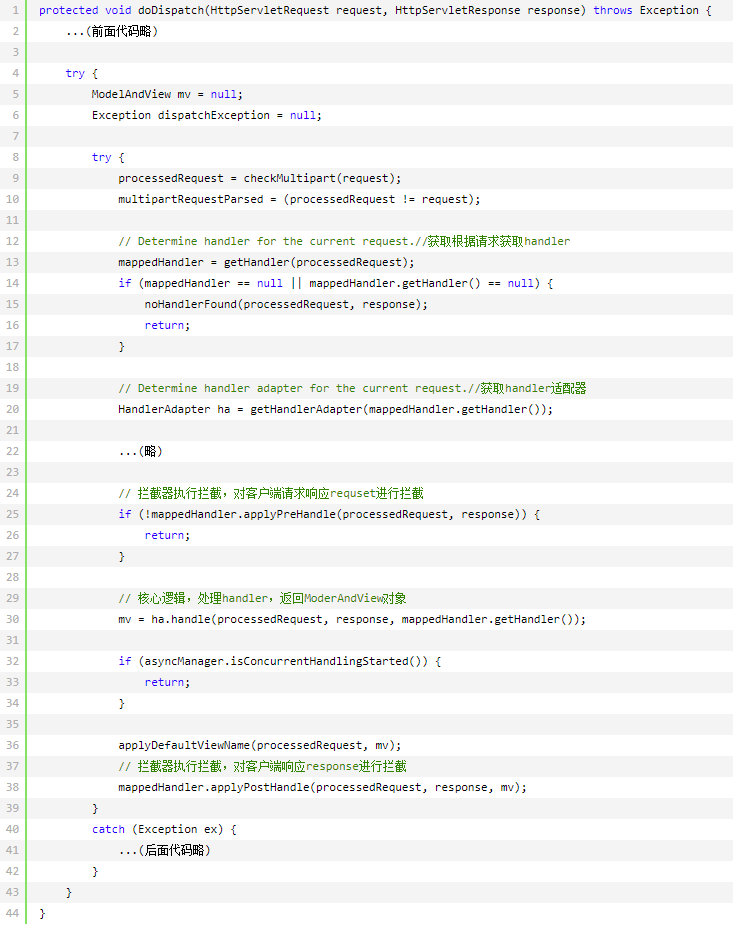 1 protected void doDispatch(HttpServletRequest request, HttpServletResponse response) throws Exception {
2     ...(前面代码略)
3
4     try {
5         ModelAndView mv = null;
6         Exception dispatchException = null;
7
8         try {
9             processedRequest = checkMultipart(request);
10             multipartRequestParsed = (processedRequest != request);
11
12             // Determine handler for the current request.//获取根据请求获取handler
13             mappedHandler = getHandler(processedRequest);
14             if (mappedHandler == null || mappedHandler.getHandler() == null) {
15                 noHandlerFound(processedRequest, response);
16                 return;
17             }
18
19             // Determine handler adapter for the current request.//获取handler适配器
20             HandlerAdapter ha = getHandlerAdapter(mappedHandler.getHandler());
21
22             ...(略)
23
24             // 拦截器执行拦截，对客户端请求响应requset进行拦截
25             if (!mappedHandler.applyPreHandle(processedRequest, response)) {
26                 return;
27             }
28
29             // 核心逻辑，处理handler，返回ModerAndView对象
30             mv = ha.handle(processedRequest, response, mappedHandler.getHandler());
31
32             if (asyncManager.isConcurrentHandlingStarted()) {
33                 return;
34             }
35
36             applyDefaultViewName(processedRequest, mv);
37             // 拦截器执行拦截，对客户端响应response进行拦截
38             mappedHandler.applyPostHandle(processedRequest, response, mv);
39         }
40         catch (Exception ex) {
41             ...(后面代码略)
42         }
43     }
44 }